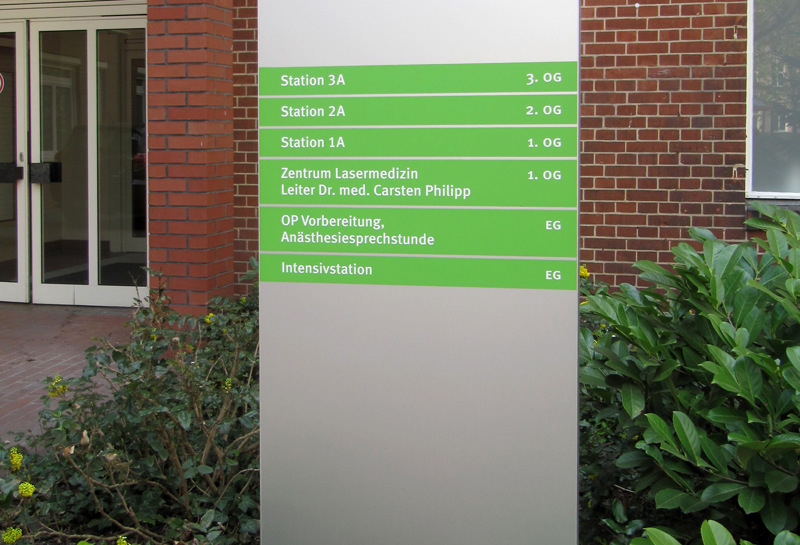 Station 3A 3. OG
Station 2A 2. OG
Station 1A 1. OG
Zentrum Lasermedizin 1. OG
Leiter Dr. med. Carsten Philipp
OP Vorbereitung, EG
Anästhesiesprechstunde
Intensivstation EG